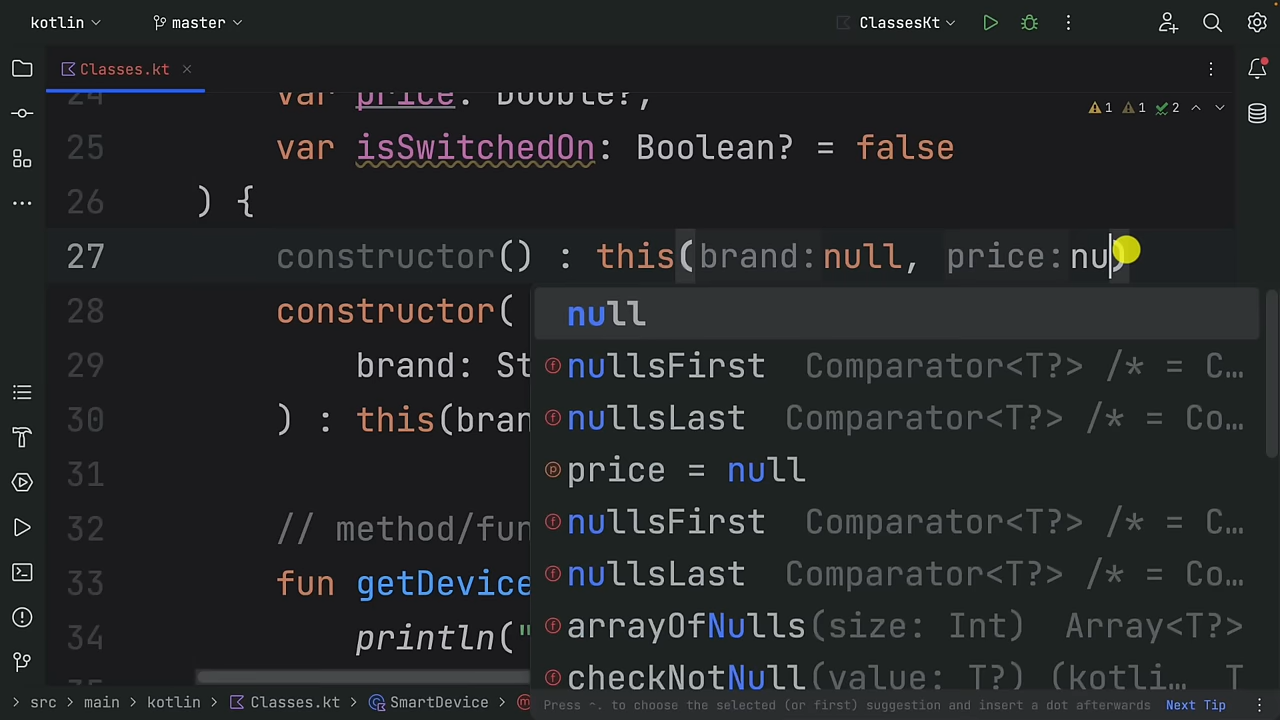 kotlin
master
ClassesKt
Classes.kt
24 var price: Double?,
1 1 2
25 var isSwitchedOn: Boolean? = false
26 ) {
27 constructor() : this(brand: null, price: nu)
28 constructor(
29 brand: St
30 ) : this(bran
31
32 // method/fun
33 fun getDevice
34 println("
null
nullsFirst Comparator<T?> /* = C…
nullsLast Comparator<T?> /* = Co…
price = null
nullsFirst Comparator<T?> /* = C…
nullsLast Comparator<T?> /* = Co…
arrayOfNulls(size: Int) Array<T?>
checkNotNull(value: T?) (kotli… T
Press ^. to choose the selected (or first) suggestion and insert a dot afterwards Next Tip
> src > main > kotlin > Classes.kt > SmartDevice >